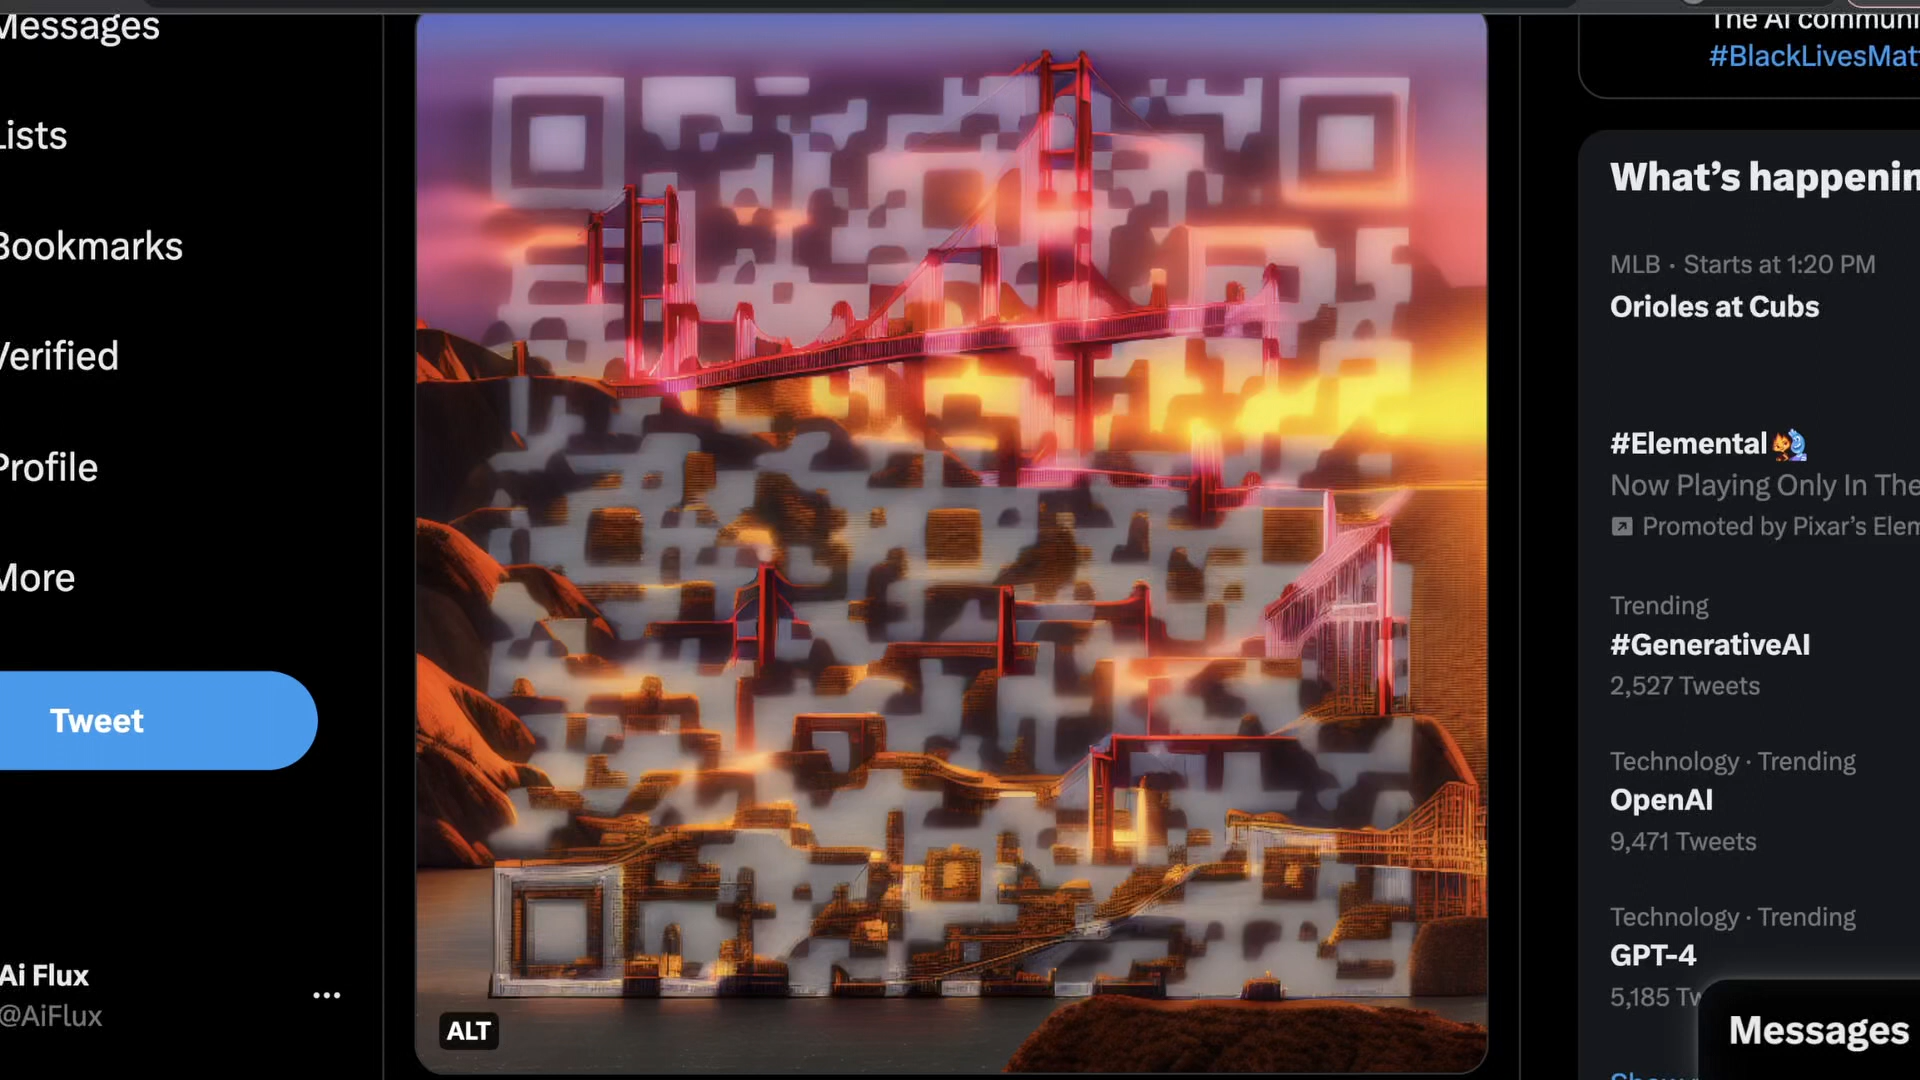 Messages
Lists
Bookmarks
Verified
Profile
More
Tweet
Ai Flux
@AiFlux
ALT
The AI communi
#BlackLivesMatt
What's happenin
MLB · Starts at 1:20 PM
Orioles at Cubs
#Elemental
Now Playing Only In The
Promoted by Pixar's Elem
Trending
#GenerativeAI
2,527 Tweets
Technology · Trending
OpenAI
9,471 Tweets
Technology · Trending
GPT-4
5,185 Tw
Messages